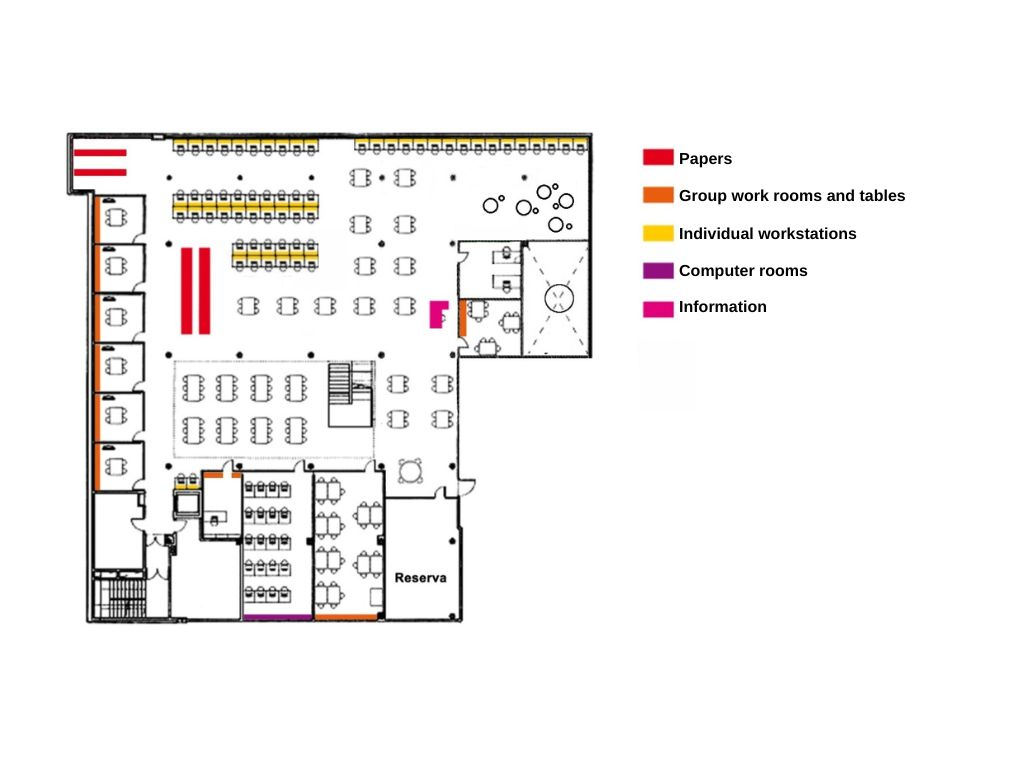 Papers
Group work rooms and tables
Individual workstations
Computer rooms
Information
Reserva